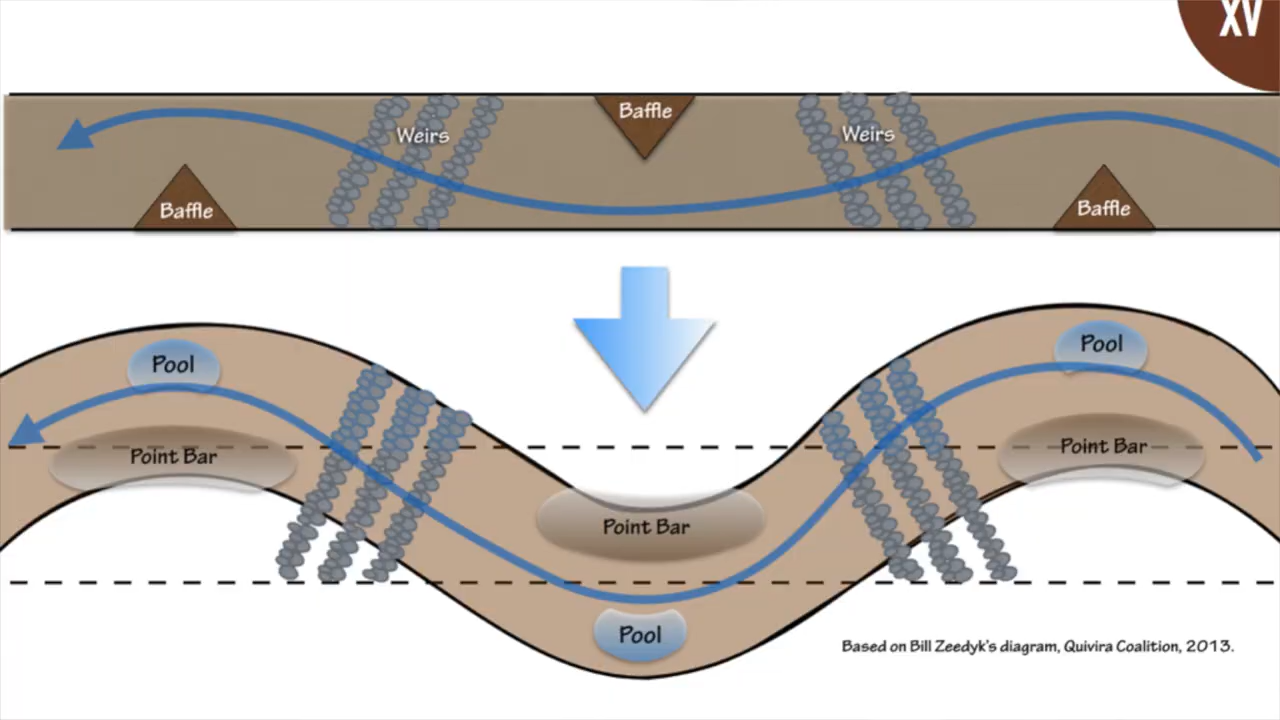 XV
Baffle
Weirs
Weirs
Baffle
Baffle
Pool
Pool
Point Bar
Point Bar
Point Bar
Pool
Based on Bill Zeedyk's diagram, Quivira Coalition, 2013.